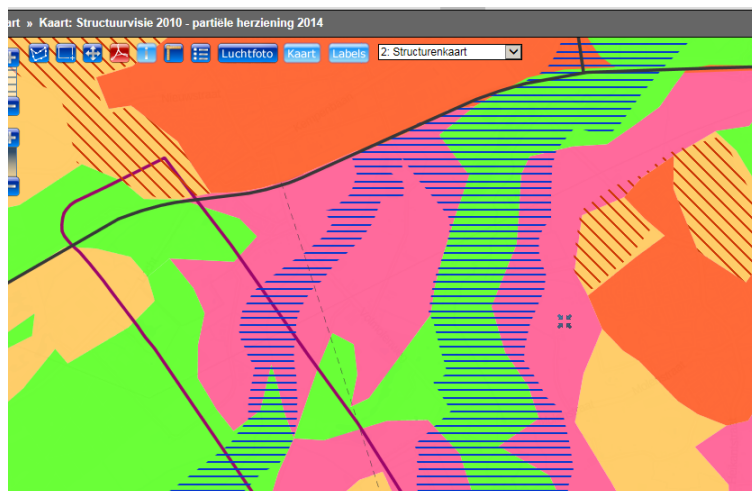 art » Kaart: Structuurvisie 2010 - partiële herziening 2014
Luchtfoto Kaart Labels 2: Structurenkaart